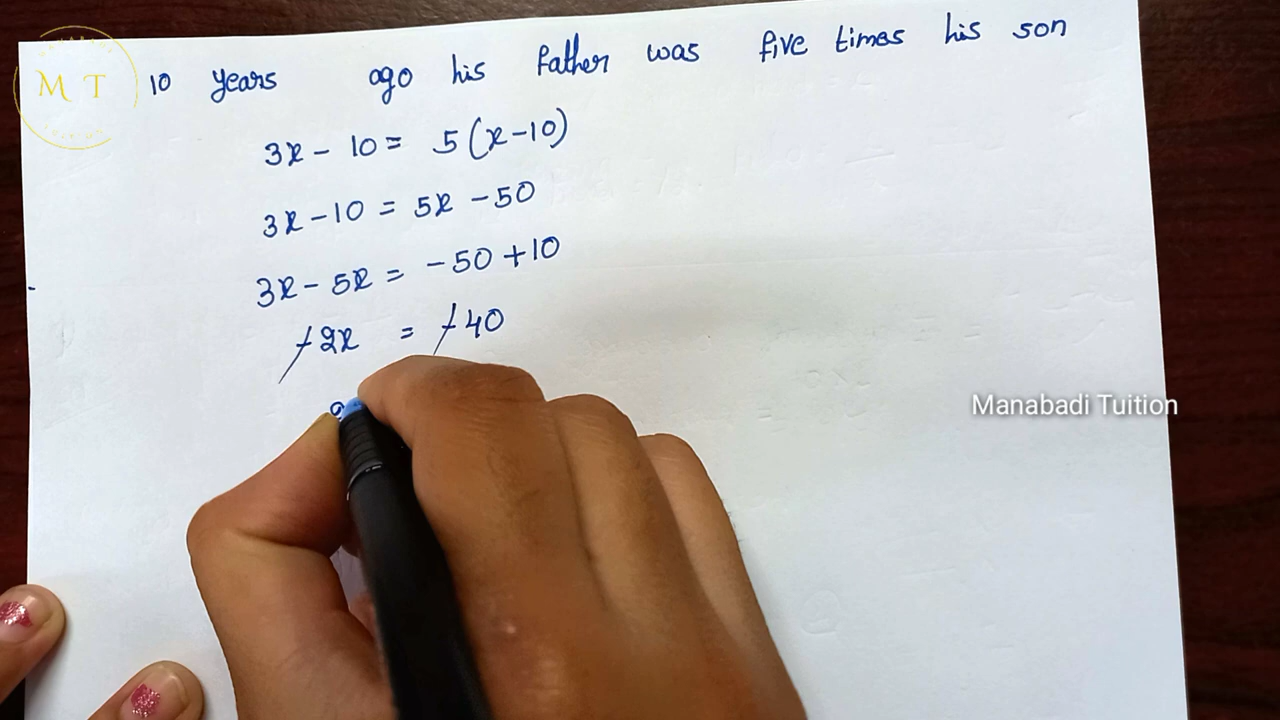 M T
10 years ago his father was five times his son
3x - 10 = 5(x-10)
3x - 10 = 5x - 50
3x - 5x = -50 + 10
-2x = -40
Manabadi Tuition